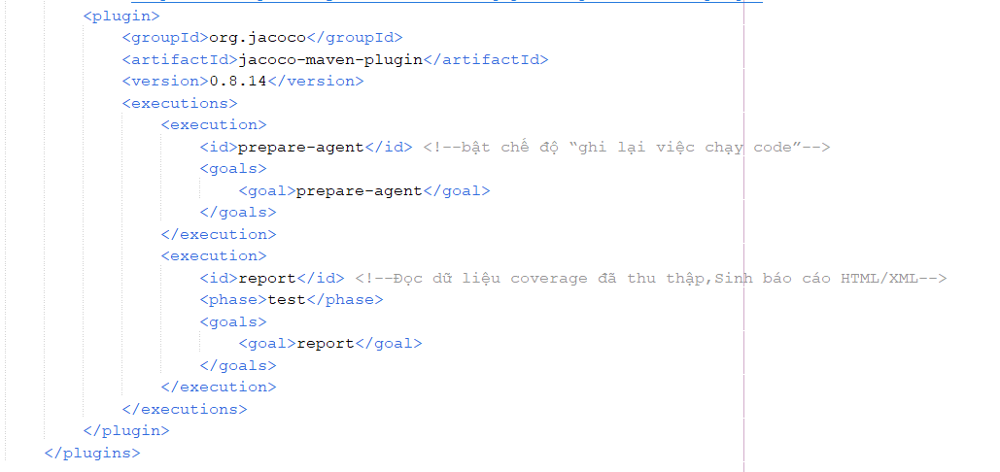 <plugin>
<groupId>org.jacoco</groupId>
<artifactId>jacoco-maven-plugin</artifactId>
<version>0.8.14</version>
<executions>
<execution>
<id>prepare-agent</id> <!--bật chế độ “ghi lại việc chạy code”-->
<goals>
<goal>prepare-agent</goal>
</goals>
</execution>
<execution>
<id>report</id> <!--Đọc dữ liệu coverage đã thu thập,Sinh báo cáo HTML/XML-->
<phase>test</phase>
<goals>
<goal>report</goal>
</goals>
</execution>
</executions>
</plugin>
</plugins>